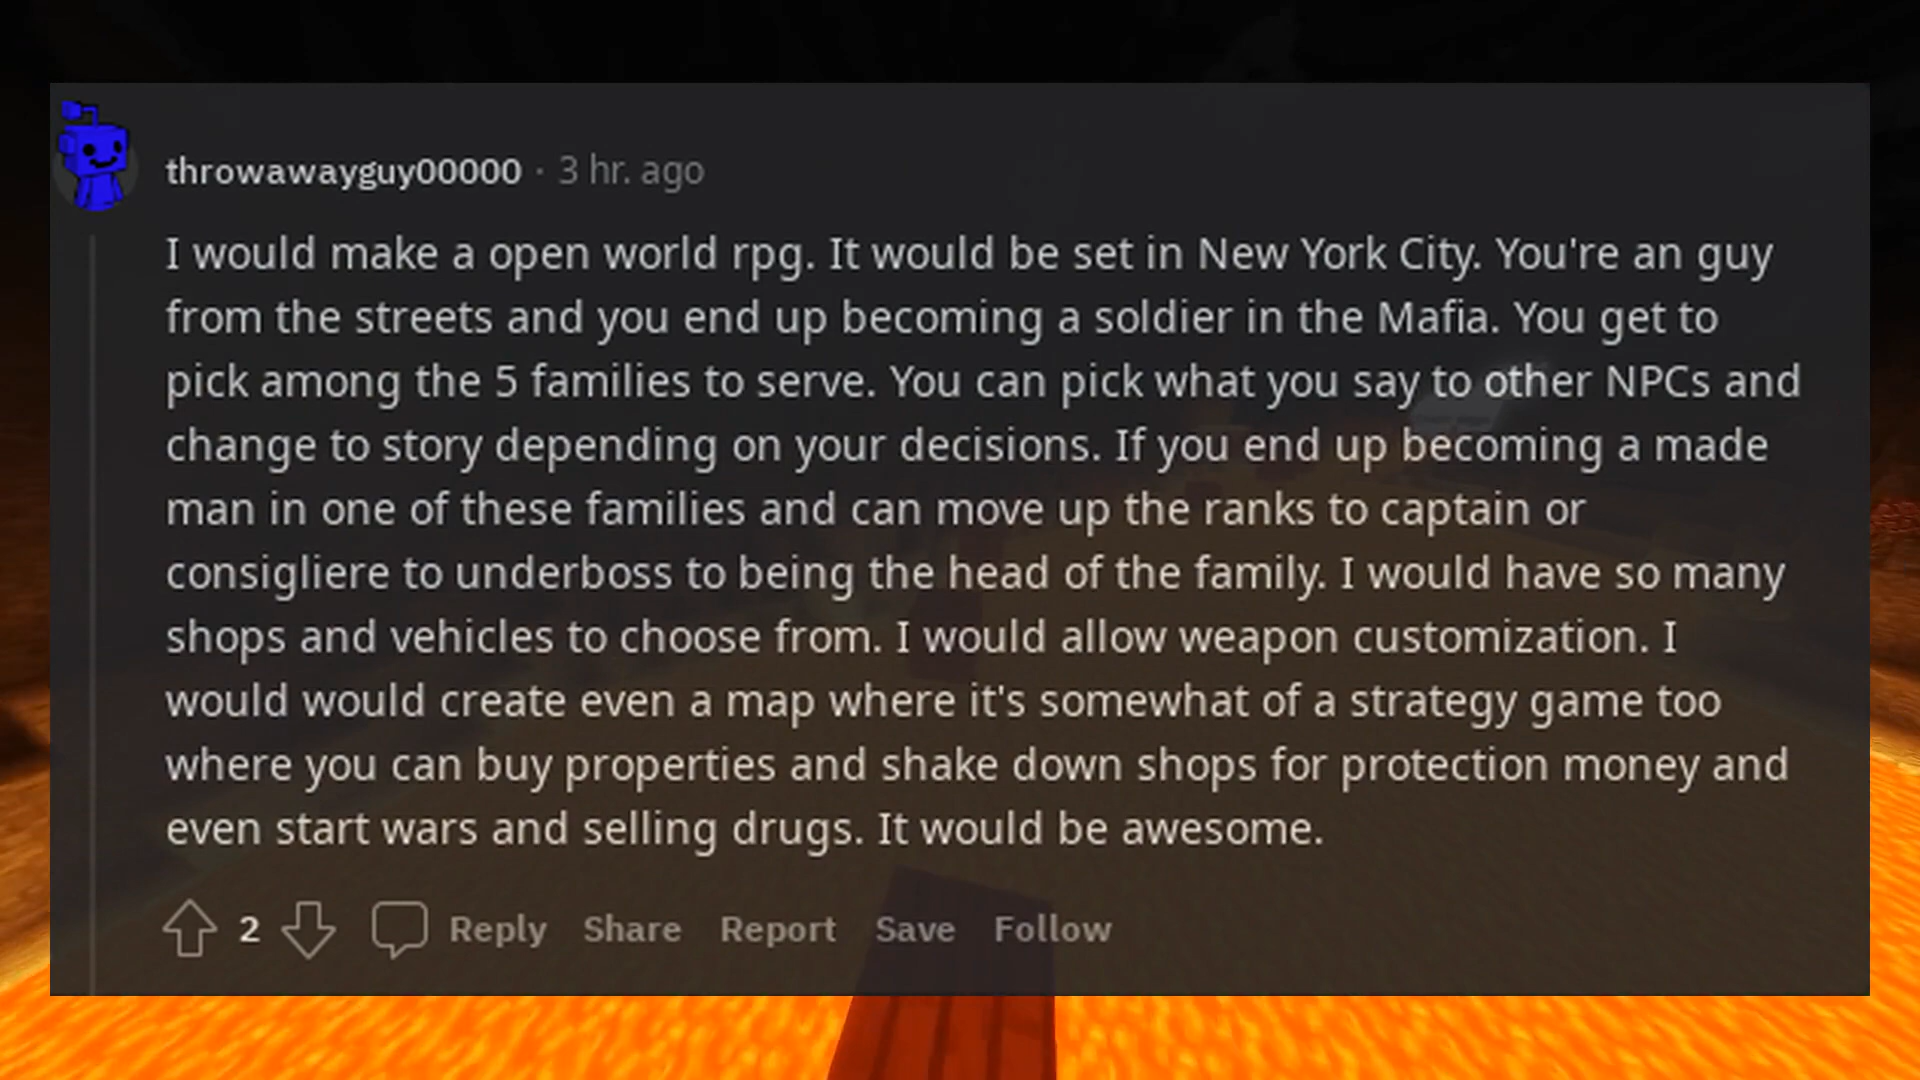 throwawayguy00000 · 3 hr. ago
I would make a open world rpg. It would be set in New York City. You're an guy
from the streets and you end up becoming a soldier in the Mafia. You get to
pick among the 5 families to serve. You can pick what you say to other NPCs and
change to story depending on your decisions. If you end up becoming a made
man in one of these families and can move up the ranks to captain or
consigliere to underboss to being the head of the family. I would have so many
shops and vehicles to choose from. I would allow weapon customization. I
would would create even a map where it's somewhat of a strategy game too
where you can buy properties and shake down shops for protection money and
even start wars and selling drugs. It would be awesome.
2 Reply Share Report Save Follow